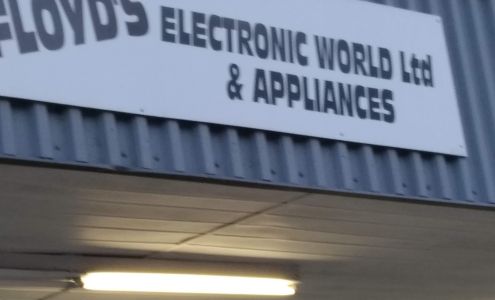 FLOYD'S
ELECTRONIC WORLD Ltd
& APPLIANCES